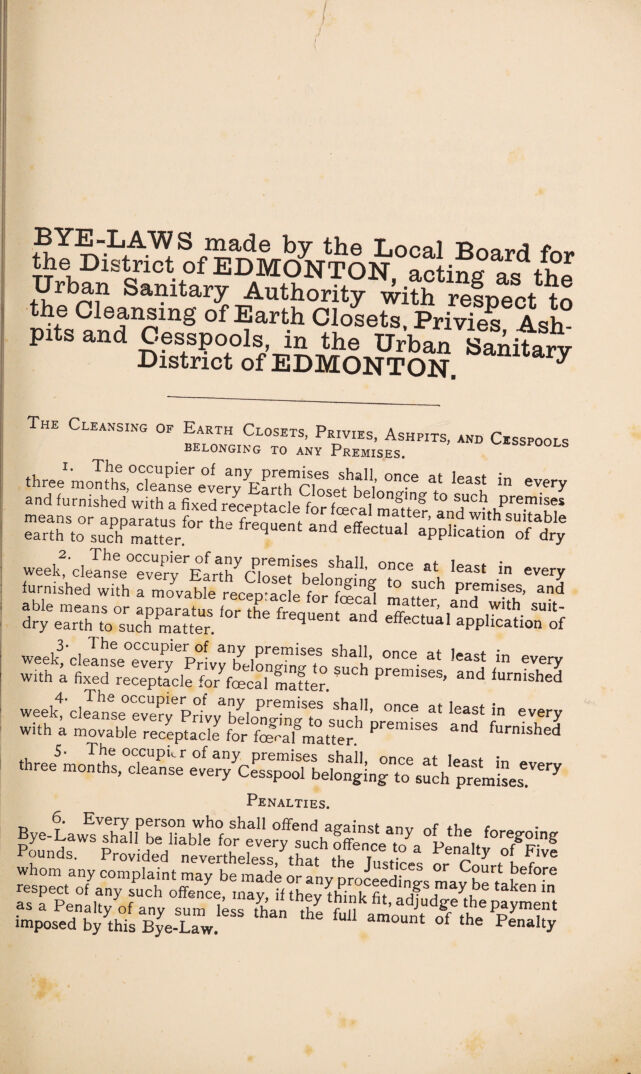 BYE-LAWS made by the Local Board for
the District of EDMONTON, acting as the
Urban Sanitary Authority with respect to
the Cleansing of Earth Closets, Privies, Ash-
pits and Cesspools, in the Urban Sanitary
District of EDMONTON.
THE CLEANSING OF EARTH CLOSETS, PRIVIES, ASHPITS, AND CESSPOOLS
BELONGING TO ANY PREMISES.
1. The occupier of any premises shall, once at least in every
three months, cleanse every Earth Closet belonging to such premises
and furnished with a fixed receptacle for fœcal matter, and with suitable
means or apparatus for the frequent and effectual application of dry
earth to such matter.
2. The occupier of any premises shall, once at least in every
week, cleanse every Earth Closet belonging to such premises, and
furnished with a movable receptacle for fœcal matter, and with suit-
able means or apparatus for the frequent and effectual application of
dry earth to such matter.
3. The occupier of any premises shall, once at least in every
week, cleanse every Privy belonging to such premises, and furnished
with a fixed receptacle for fœcal matter.
4. The occupier of any premises shall, once at least in every
week, cleanse every Privy belonging to such premises and furnished
with a movable receptacle for fœcal matter.
5. The occupier of any premises shall, once at least in every
three months, cleanse every Cesspool belonging to such premises.
PENALTIES.
6. Every person who shall offend against any of the foregoing
Bye-Laws shall be liable for every such offence to a Penalty of Five
Pounds. Provided nevertheless, that the Justices or Court before
whom any complaint may be made or any proceedings may be taken in
respect of any such offence, may, if they think fit, adjudge the payment
as a Penalty of any sum less than the full amount of the Penalty
imposed by this Bye-Law.